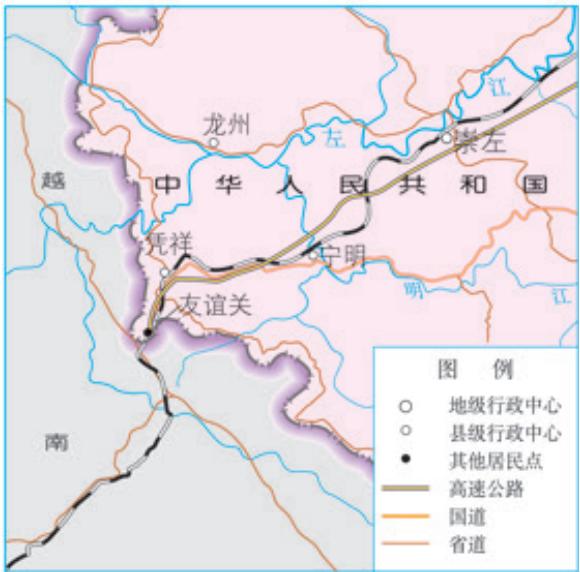 龙州
左
江
崇左
越
中华人民共和国
凭祥
宁明
明
江
友谊关
南
图 例
地级行政中心
县级行政中心
其他居民点
高速公路
国道
省道